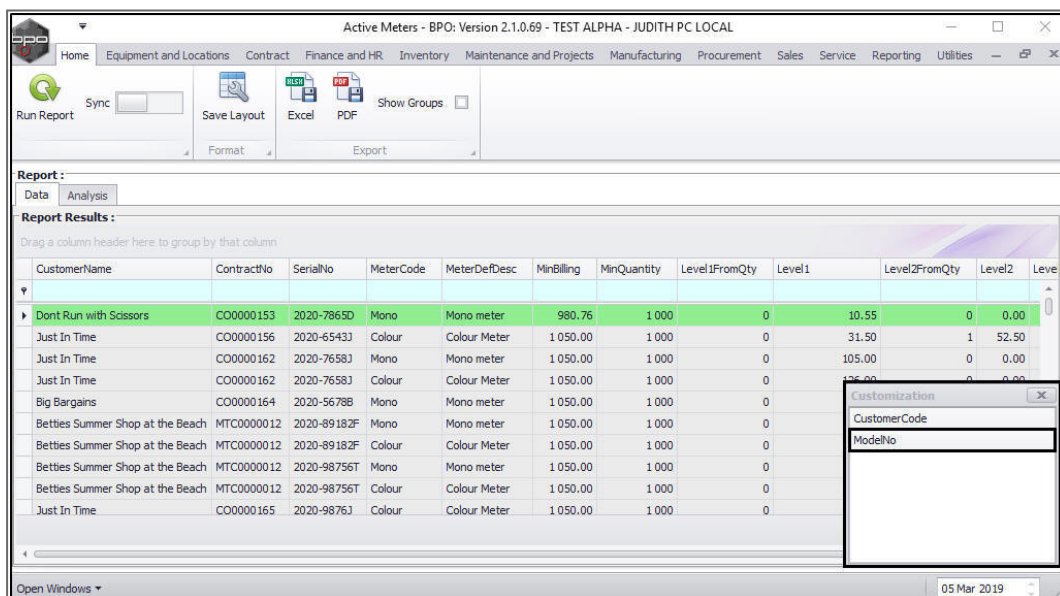 Active Meters - BPO: Version 2.1.0.69 - TEST ALPHA - JUDITH PC LOCAL
bpo
Home Equipment and Locations Contract Finance and HR Inventory Maintenance and Projects Manufacturing Procurement Sales Service Reporting Utilities
XLSX PDF
Sync Show Groups
Run Report Save Layout Excel PDF
Format Export
Report :
Data Analysis
Report Results :
Drag a column header here to group by that column
CustomerName ContractNo SerialNo MeterCode MeterDefDesc MinBilling MinQuantity Level1FromQty Level1 Level2FromQty Level2 Leve
Dont Run with Scissors CO0000153 2020-7865D Mono Mono meter 980.76 1 000 0 10.55 0 0.00
Just In Time CO0000156 2020-6543J Colour Colour Meter 1 050.00 1 000 0 31.50 1 52.50
Just In Time CO0000162 2020-7658J Mono Mono meter 1 050.00 1 000 0 105.00 0 0.00
Just In Time CO0000162 2020-7658J Colour Colour Meter 1 050.00 1 000 0 126.00 0 0.00
Big Bargains CO0000164 2020-5678B Mono Mono meter 1 050.00 1 000 0
Betties Summer Shop at the Beach MTC0000012 2020-89182F Mono Mono meter 1 050.00 1 000 0
Betties Summer Shop at the Beach MTC0000012 2020-89182F Colour Colour Meter 1 050.00 1 000 0
Betties Summer Shop at the Beach MTC0000012 2020-98756T Mono Mono meter 1 050.00 1 000 0
Betties Summer Shop at the Beach MTC0000012 2020-98756T Colour Colour Meter 1 050.00 1 000 0
Just In Time CO0000165 2020-9876J Colour Colour Meter 1 050.00 1 000 0
Customization
CustomerCode
ModelNo
Open Windows 05 Mar 2019